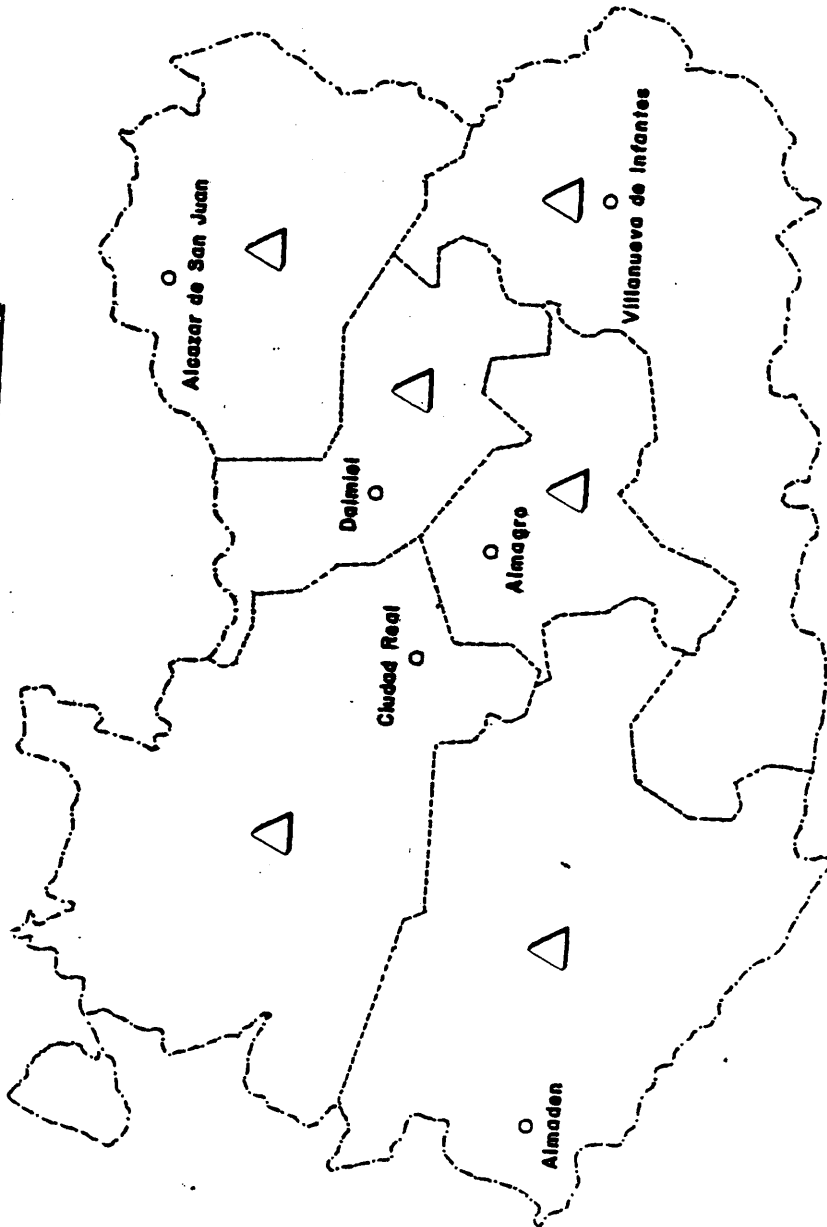 Alcazar de San Juan
Daimiel
Ciudad Real
Almagro
Villanueva de Infantes
Almaden